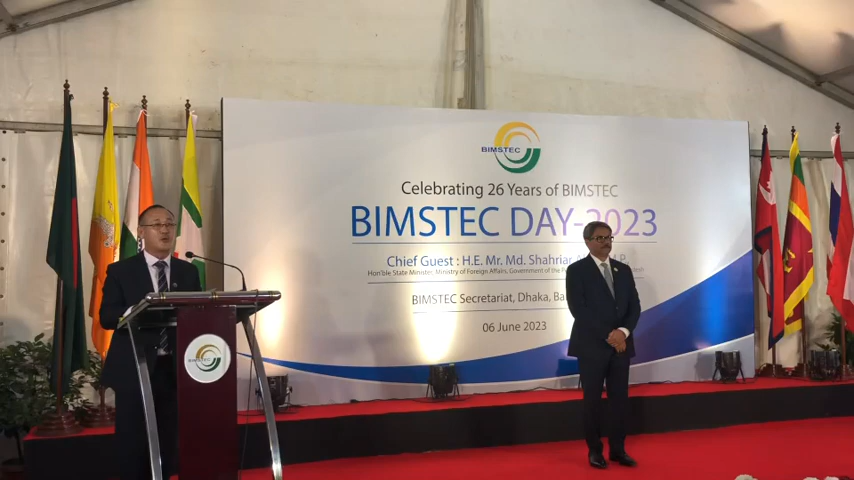 BIMSTEC
Celebrating 26 Years of BIMSTEC
BIMSTEC DAY-2023
Chief Guest : H.E. Mr. Md. Shahriar
Hon'ble State Minister, Ministry of Foreign Affairs, Government of the
BIMSTEC Secretariat, Dhaka,
06 June 2023
BIMSTEC